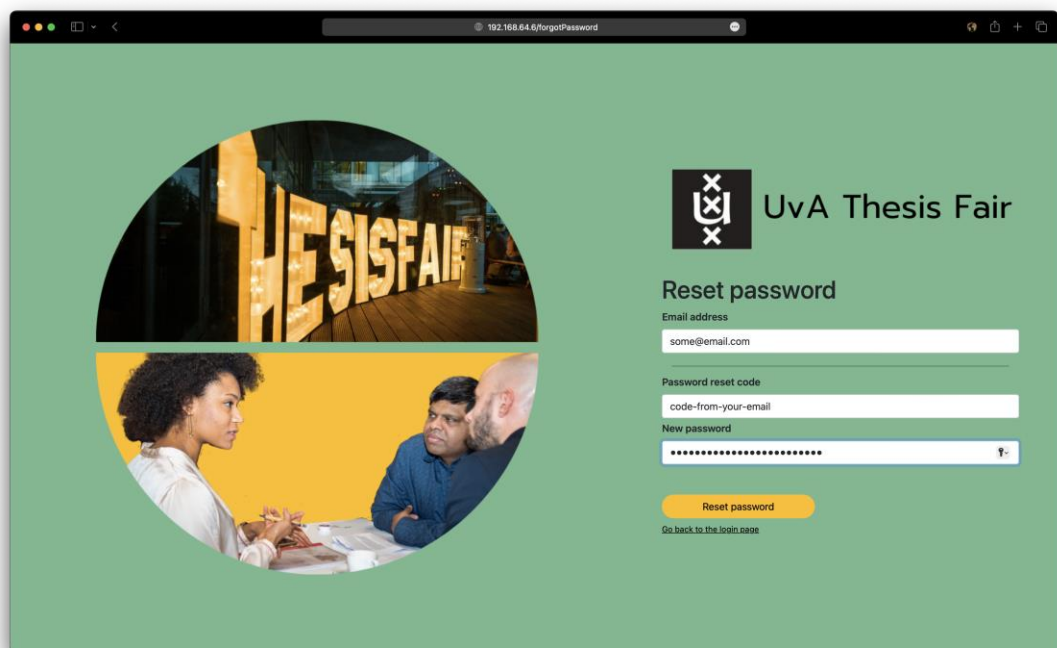 192.168.64.6/forgotPassword
THESISFAIR
UvA Thesis Fair
Reset password
Email address
some@email.com
Password reset code
code-from-your-email
New password
•••••••••••••••••••••••••
Reset password
Go back to the login page